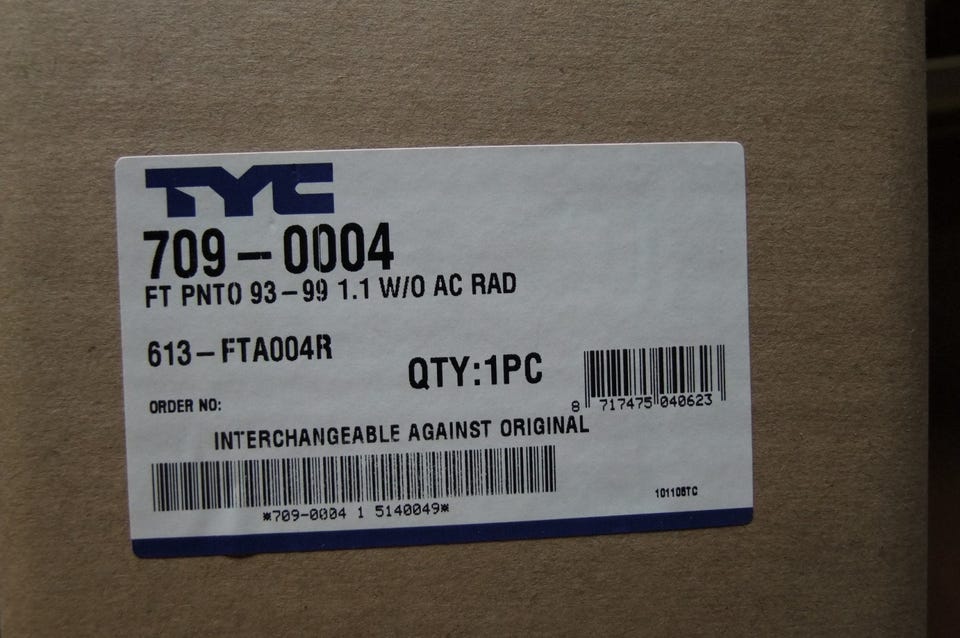 TYC
709-0004
FT PNTO 93-99 1.1 W/O AC RAD
613-FTA004R
QTY:1PC
8 717475 040623
ORDER NO:
INTERCHANGEABLE AGAINST ORIGINAL
*709-0004 1 5140049*
101106TC